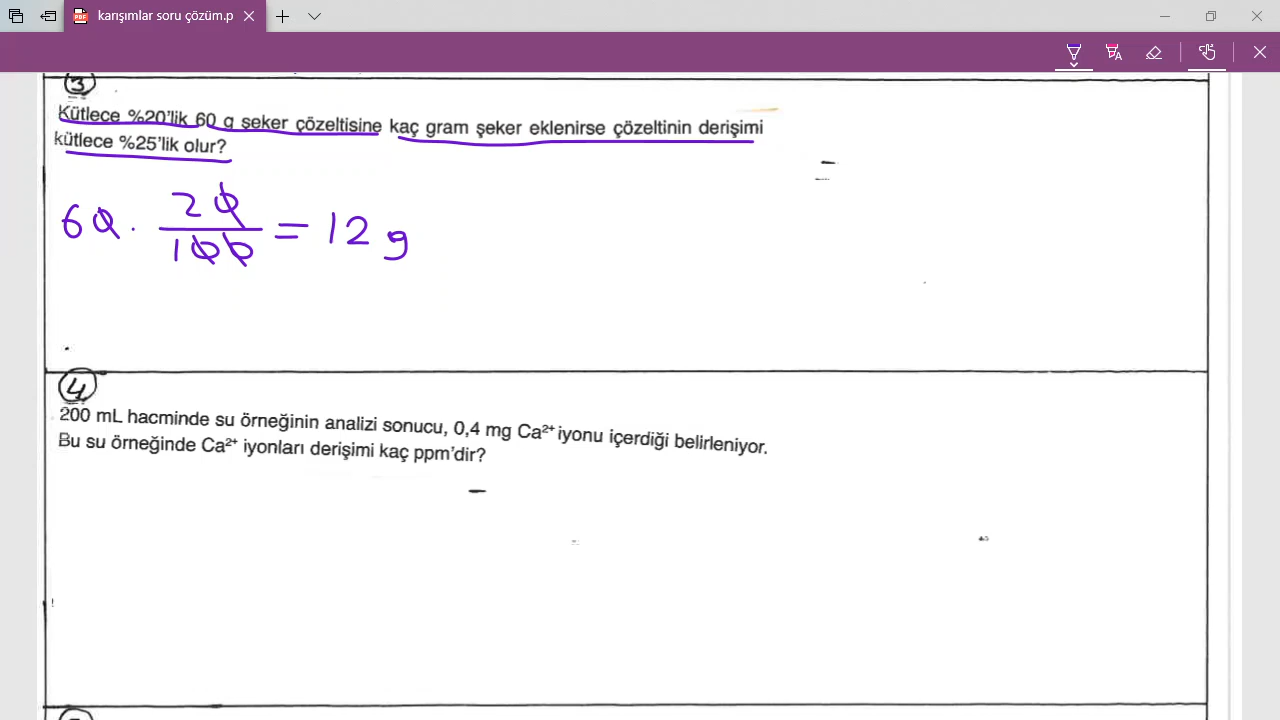 karışımlar soru çözüm.p
3
Kütlece %20'lik 60 g şeker çözeltisine kaç gram şeker eklenirse çözeltinin derişimi
kütlece %25'lik olur?
60 · 20/100 = 12 g
4
200 mL hacminde su örneğinin analizi sonucu, 0,4 mg Ca²⁺ iyonu içerdiği belirleniyor.
Bu su örneğinde Ca²⁺ iyonları derişimi kaç ppm'dir?